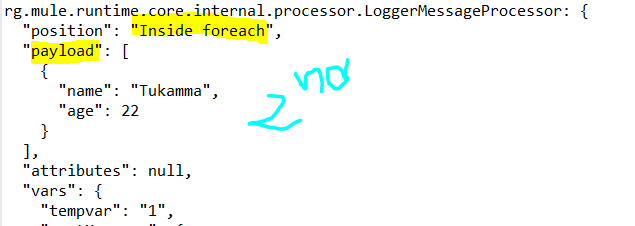 rg.mule.runtime.core.internal.processor.LoggerMessageProcessor: {
"position": "Inside foreach",
"payload": [
{
"name": "Tukamma",
"age": 22
}
],
"attributes": null,
"vars": {
"tempvar": "1",
2nd